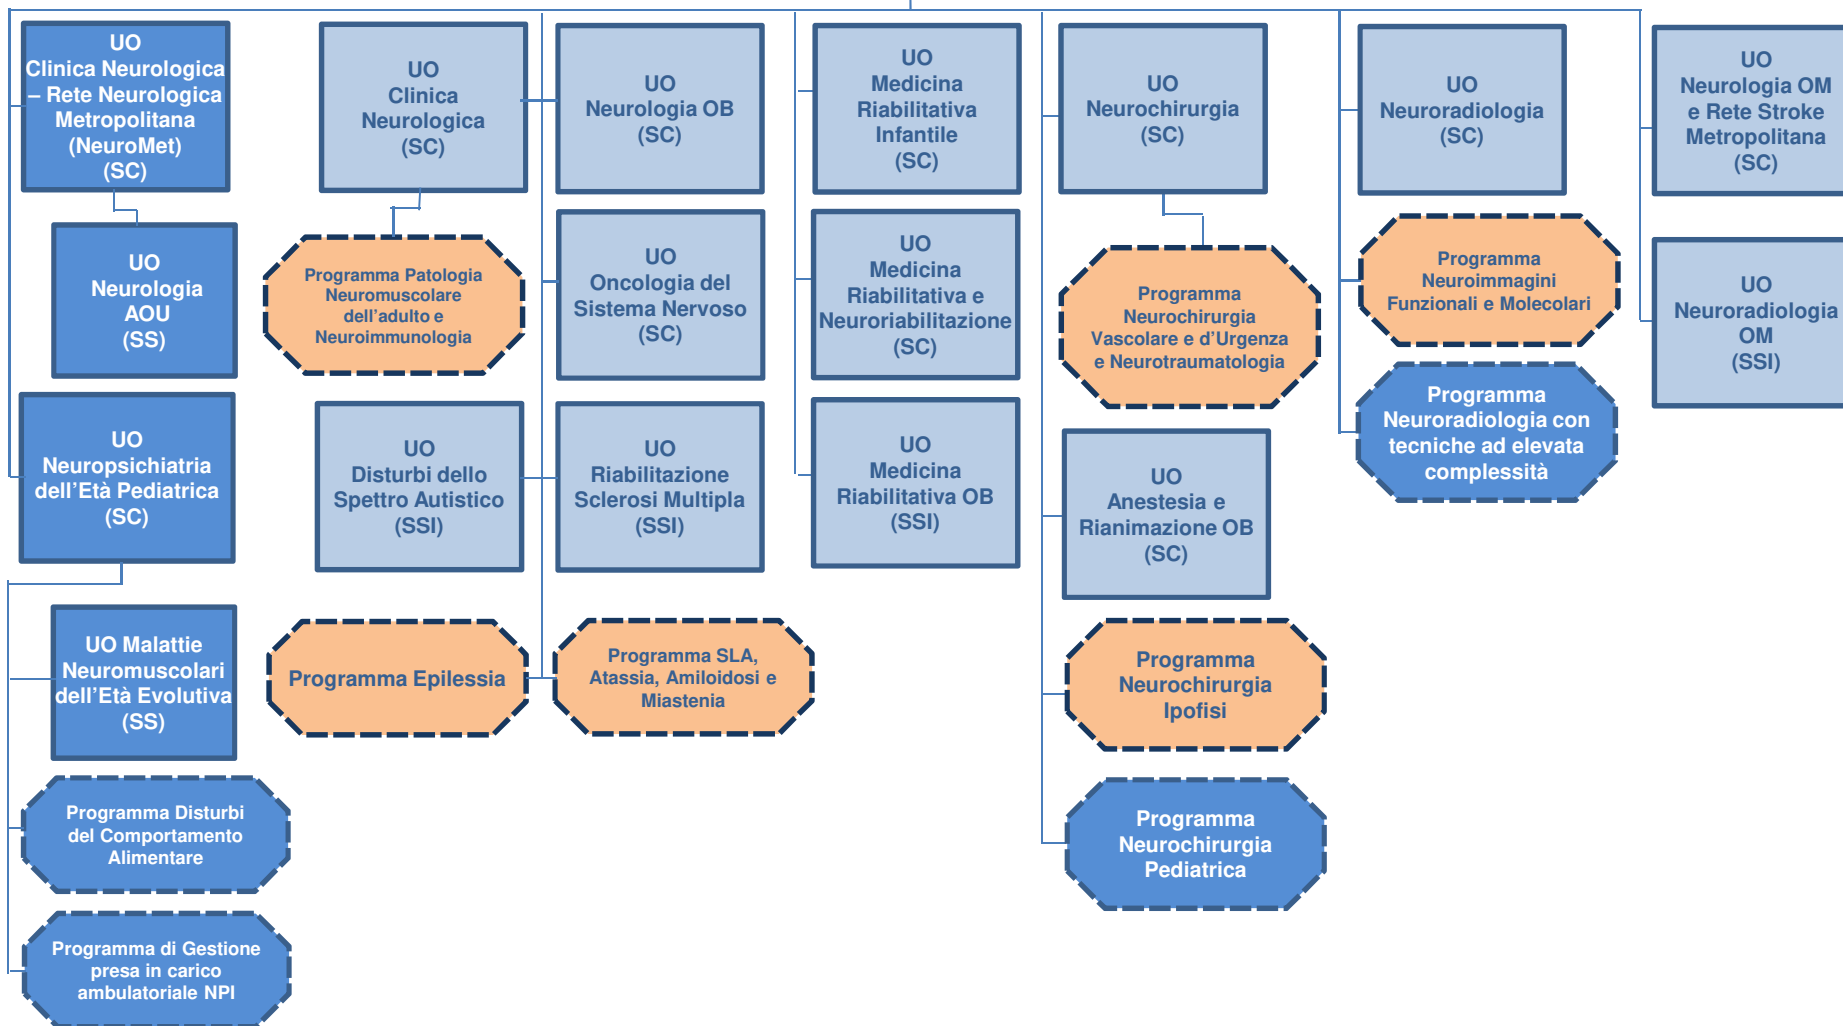 UO
Clinica Neurologica
– Rete Neurologica
Metropolitana
(NeuroMet)
(SC)
UO
Neurologia
AOU
(SS)
UO
Neuropsichiatria
dell'Età Pediatrica
(SC)
UO Malattie
Neuromuscolari
dell'Età Evolutiva
(SS)
Programma Disturbi
del Comportamento
Alimentare
Programma di Gestione
presa in carico
ambulatoriale NPI
UO
Clinica
Neurologica
(SC)
Programma Patologia
Neuromuscolare
dell'adulto e
Neuroimmunologia
UO
Disturbi dello
Spettro Autistico
(SSI)
Programma Epilessia
UO
Neurologia OB
(SC)
UO
Oncologia del
Sistema Nervoso
(SC)
UO
Riabilitazione
Sclerosi Multipla
(SSI)
Programma SLA,
Atassia, Amiloidosi e
Miastenia
UO
Medicina
Riabilitativa
Infantile
(SC)
UO
Medicina
Riabilitativa e
Neuroriabilitazione
(SC)
UO
Medicina
Riabilitativa OB
(SSI)
UO
Neurochirurgia
(SC)
Programma
Neurochirurgia
Vascolare e d'Urgenza
e Neurotraumatologia
UO
Anestesia e
Rianimazione OB
(SC)
Programma
Neurochirurgia
Ipofisi
Programma
Neurochirurgia
Pediatrica
UO
Neuroradiologia
(SC)
Programma
Neuroimmagini
Funzionali e Molecolari
Programma
Neuroradiologia con
tecniche ad elevata
complessità
UO
Neurologia OM
e Rete Stroke
Metropolitana
(SC)
UO
Neuroradiologia
OM
(SSI)